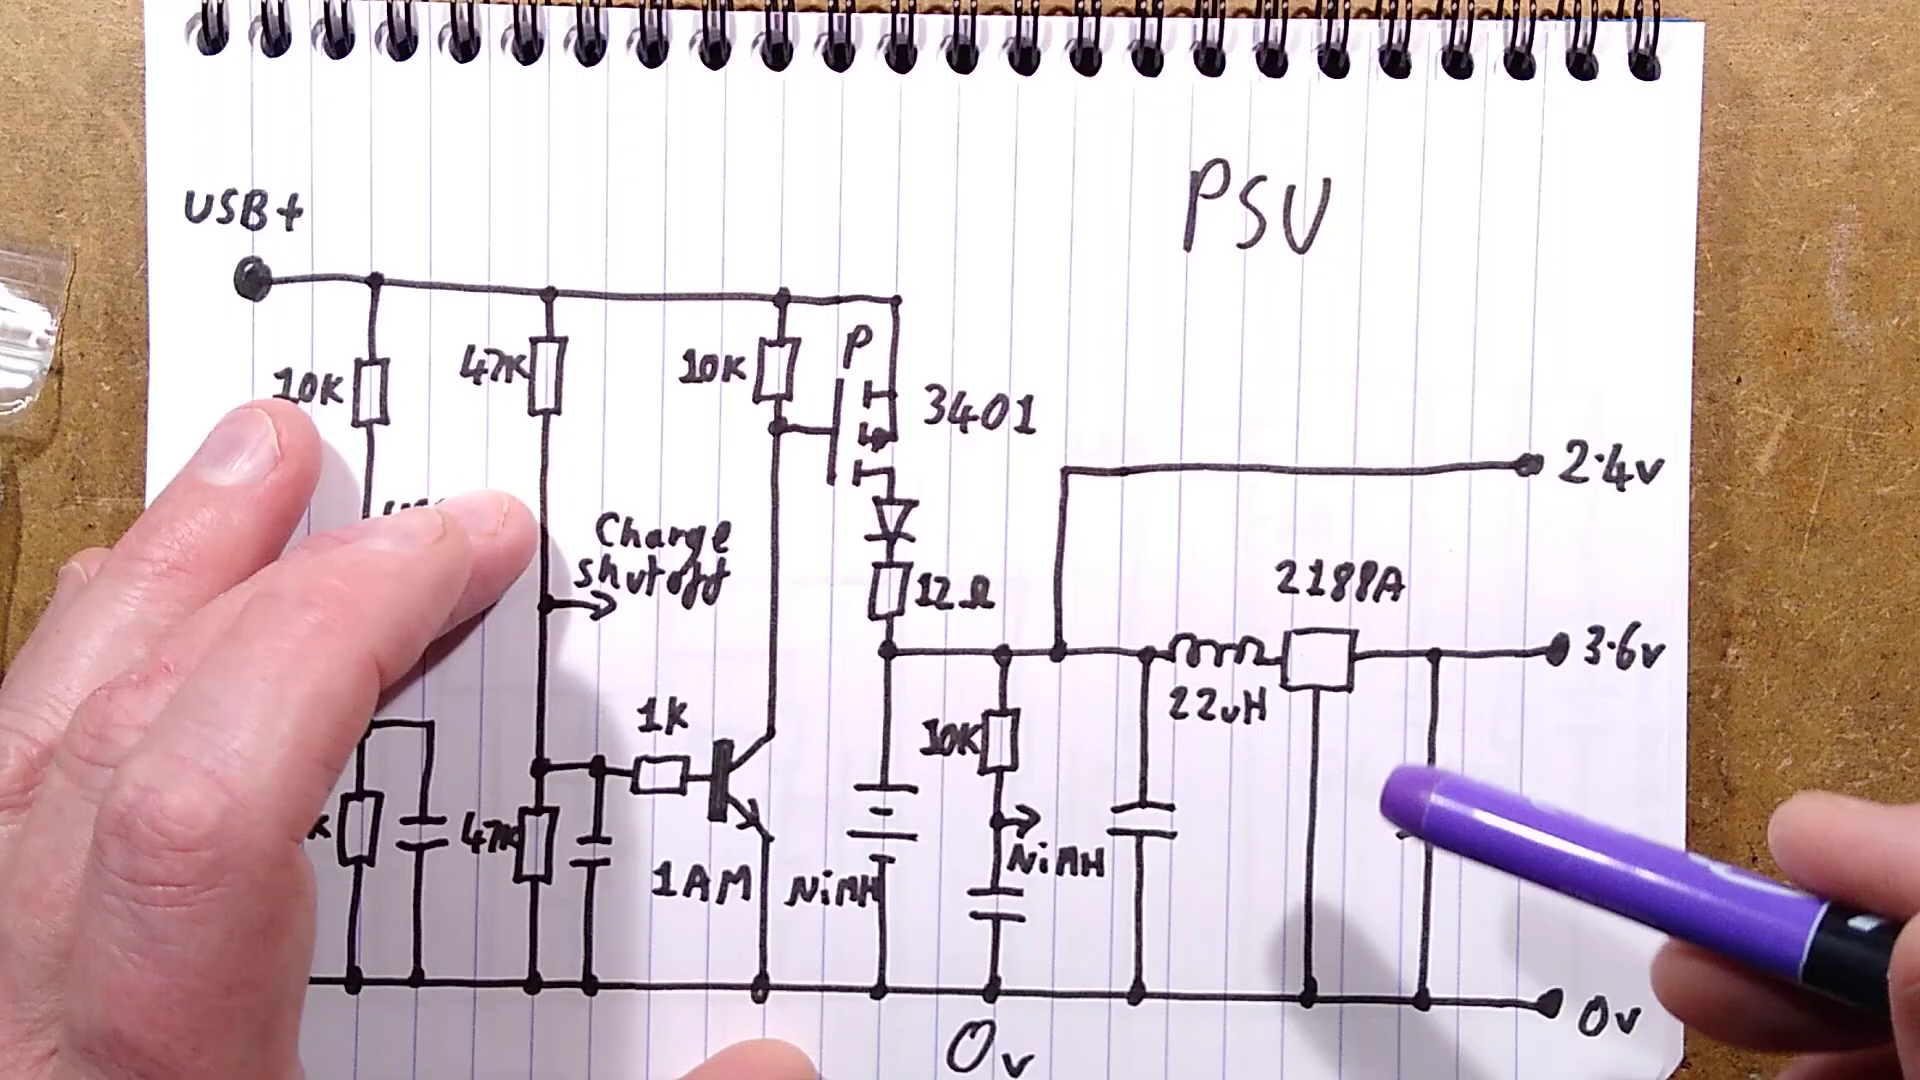 PSU
USB+
10K
47K
10K
P
3401
2.4v
Charge
shutoff
12Ω
2188A
3.6v
22uH
1K
10K
47K
1AM
NiMH
NiMH
0v
0v